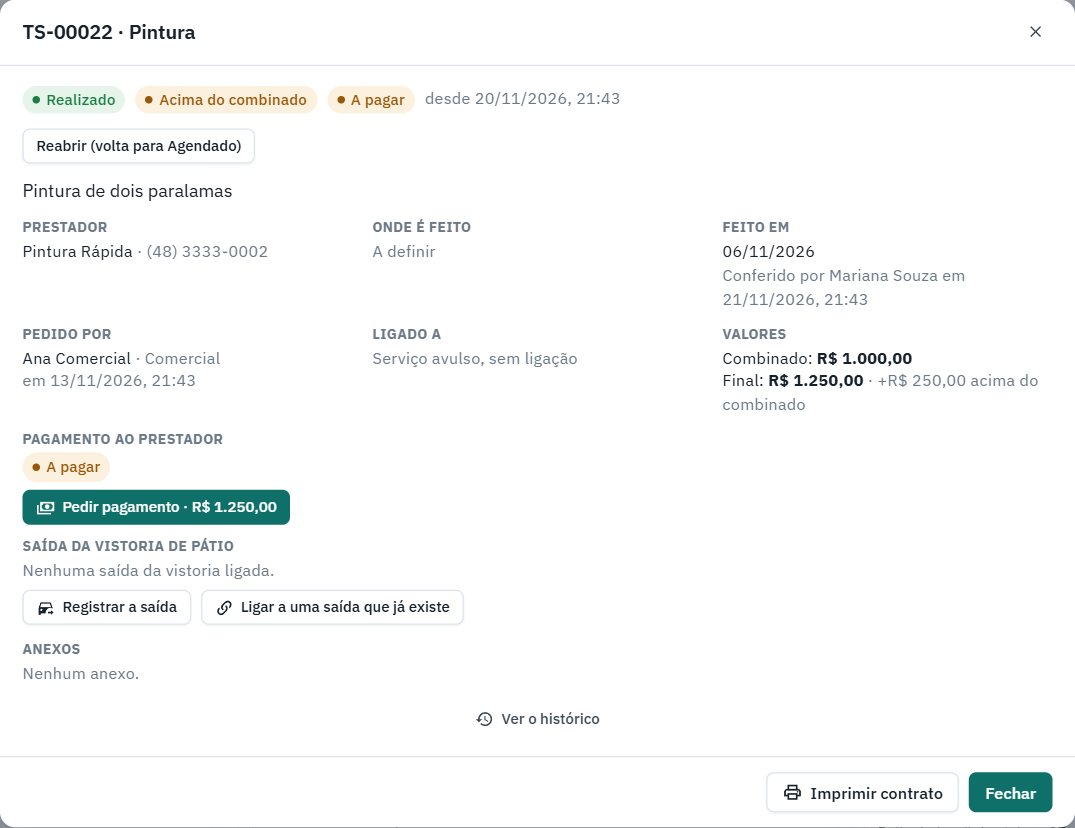 TS-00022 · Pintura
Realizado
Acima do combinado
A pagar
desde 20/11/2026, 21:43
Reabrir (volta para Agendado)
Pintura de dois paralamas
PRESTADOR
Pintura Rápida · (48) 3333-0002
ONDE É FEITO
A definir
FEITO EM
06/11/2026
Conferido por Mariana Souza em
21/11/2026, 21:43
PEDIDO POR
Ana Comercial · Comercial
em 13/11/2026, 21:43
LIGADO A
Serviço avulso, sem ligação
VALORES
Combinado: R$ 1.000,00
Final: R$ 1.250,00 · +R$ 250,00 acima do
combinado
PAGAMENTO AO PRESTADOR
A pagar
Pedir pagamento · R$ 1.250,00
SAÍDA DA VISTORIA DE PÁTIO
Nenhuma saída da vistoria ligada.
Registrar a saída
Ligar a uma saída que já existe
ANEXOS
Nenhum anexo.
Ver o histórico
Imprimir contrato
Fechar